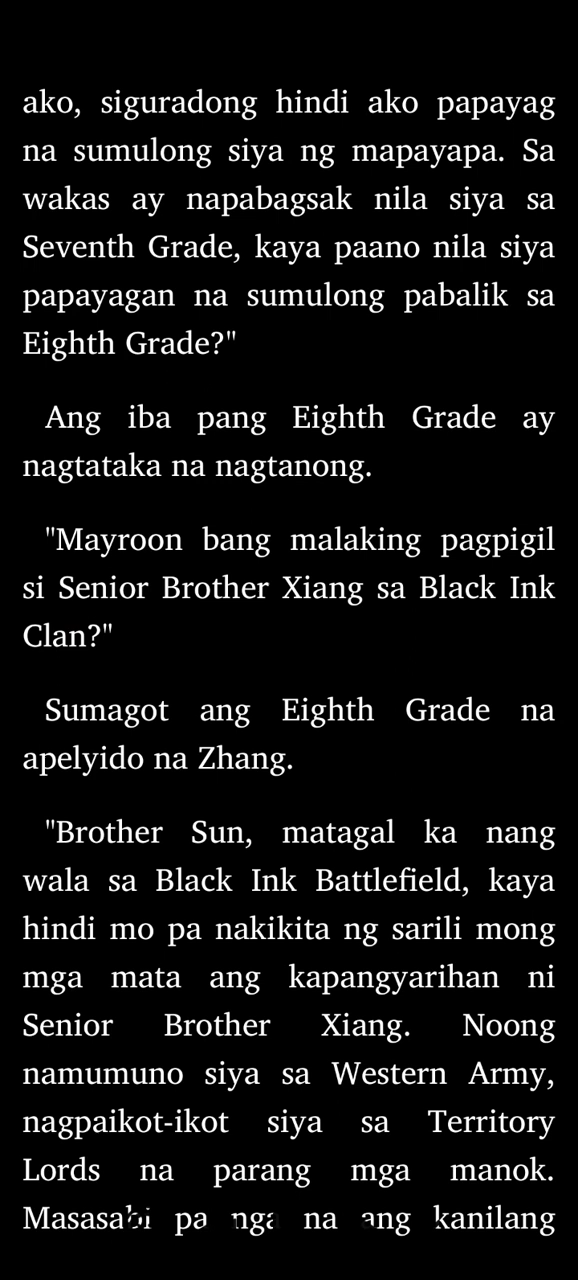 ako, siguradong hindi ako papayag
na sumulong siya ng mapayapa. Sa
wakas ay napabagsak nila siya sa
Seventh Grade, kaya paano nila siya
papayagan na sumulong pabalik sa
Eighth Grade?"
Ang iba pang Eighth Grade ay
nagtataka na nagtanong.
"Mayroon bang malaking pagpigil
si Senior Brother Xiang sa Black Ink
Clan?"
Sumagot ang Eighth Grade na
apelyido na Zhang.
"Brother Sun, matagal ka nang
wala sa Black Ink Battlefield, kaya
hindi mo pa nakikita ng sarili mong
mga mata ang kapangyarihan ni
Senior Brother Xiang. Noong
namumuno siya sa Western Army,
nagpaikot-ikot siya sa Territory
Lords na parang mga manok.
Masasabi pa nga na ang kanilang